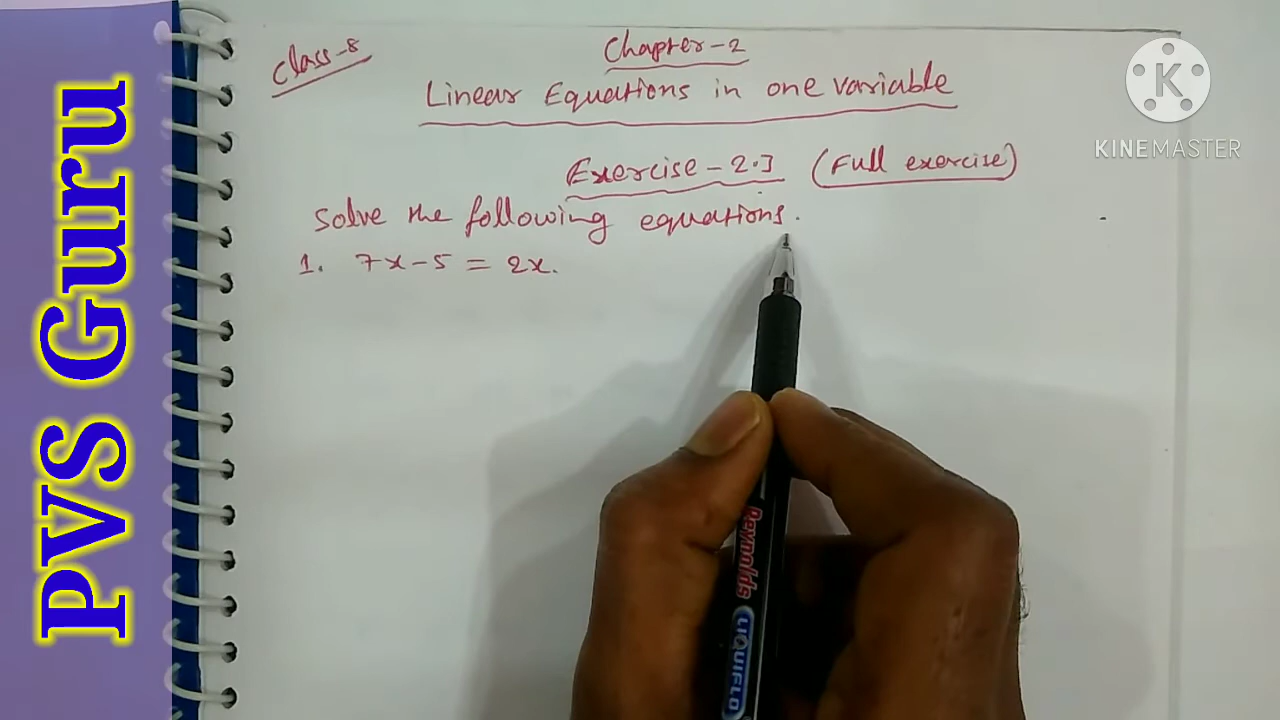 Class-8
Chapter-2
Linear Equations in one variable
Exercise-2.3 (Full exercise)
Solve the following equations.
1. 7x-5 = 2x.
PVS Guru
K
KINEMASTER
Reynolds
LIQUIFLO